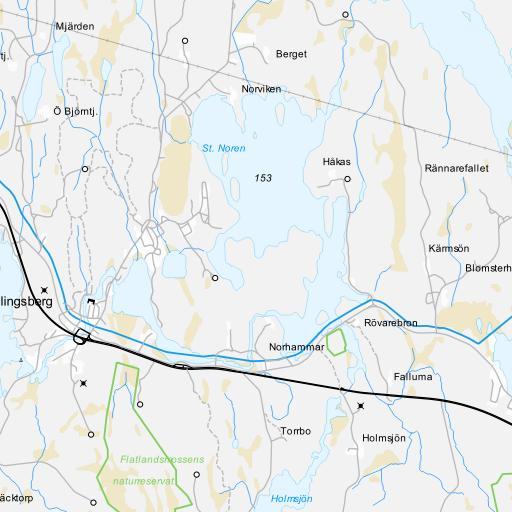 Mjärden
Berget
tj.
Norviken
Ö Björntj.
St. Noren
Håkas
Rännarefallet
153
Kärmsön
Blomsterh
lingsberg
Rövarebron
Norhammar
Falluma
Torrbo
Holmsjön
Flatlandsmossens
naturreservat
äcktorp
Holmsjön